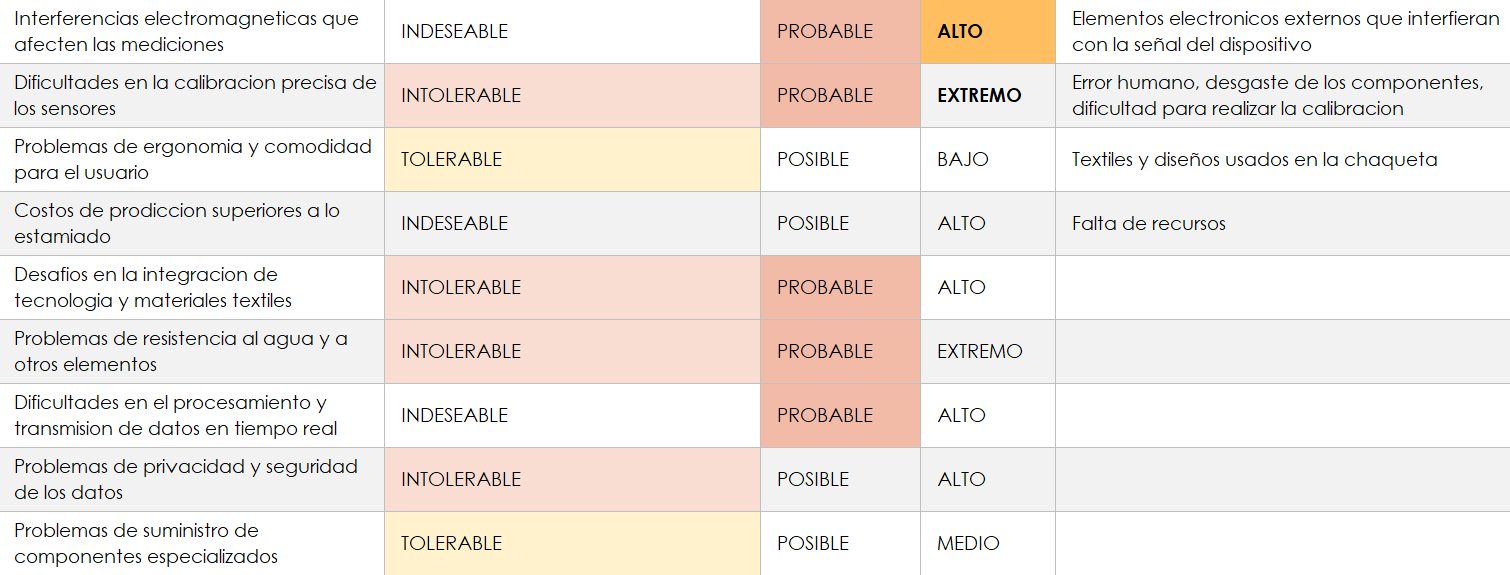 Interferencias electromagneticas que
afecten las mediciones
INDESEABLE
PROBABLE
ALTO
Elementos electronicos externos que interfieran
con la señal del dispositivo
Dificultades en la calibracion precisa de
los sensores
INTOLERABLE
PROBABLE
EXTREMO
Error humano, desgaste de los componentes,
dificultad para realizar la calibracion
Problemas de ergonomia y comodidad
para el usuario
TOLERABLE
POSIBLE
BAJO
Textiles y diseños usados en la chaqueta
Costos de prodiccion superiores a lo
estamiado
INDESEABLE
POSIBLE
ALTO
Falta de recursos
Desafios en la integracion de
tecnologia y materiales textiles
INTOLERABLE
PROBABLE
ALTO
Problemas de resistencia al agua y a
otros elementos
INTOLERABLE
PROBABLE
EXTREMO
Dificultades en el procesamiento y
transmision de datos en tiempo real
INDESEABLE
PROBABLE
ALTO
Problemas de privacidad y seguridad
de los datos
INTOLERABLE
POSIBLE
ALTO
Problemas de suministro de
componentes especializados
TOLERABLE
POSIBLE
MEDIO